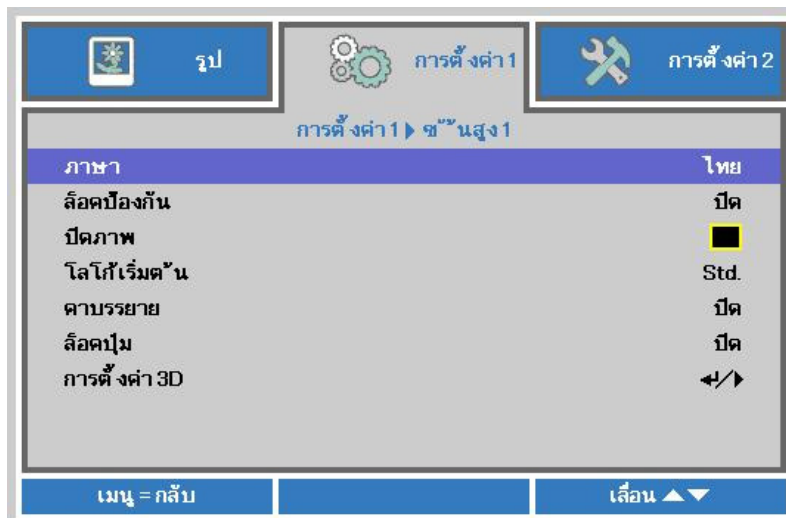 รูป
การตั้งค่า 1
การตั้งค่า 2
การตั้งค่า 1 ▶ ขั้นสูง 1
ภาษา ไทย
ล็อคป้องกัน ปิด
ปิดภาพ
โลโก้เริ่มต้น Std.
คาบรรยาย ปิด
ล็อคปุ่ม ปิด
การตั้งค่า 3D ↵/▶
เมนู = กลับ
เลื่อน ▲▼